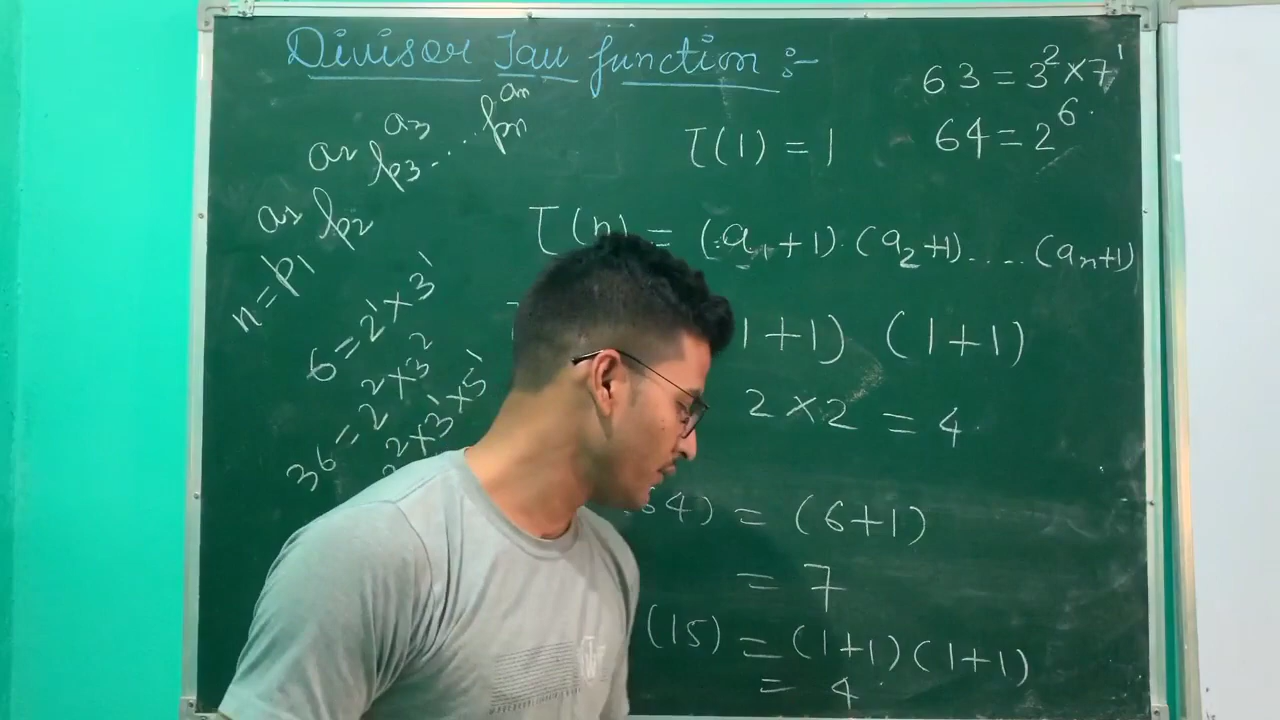 Divisor Tau function :-
63 = 3² × 7¹
64 = 2⁶
τ(1) = 1
n = p₁^a₁ p₂^a₂ p₃^a₃ .... pₙ^aₙ
τ(n) = (a₁+1) · (a₂+1) ..... (aₙ+1)
6 = 2¹ × 3¹
1+1) (1+1)
36 = 2² × 3²
2 × 2 = 4
2 × 3¹ × 5¹
64) = (6+1)
= 7
(15) = (1+1)(1+1)
= 4